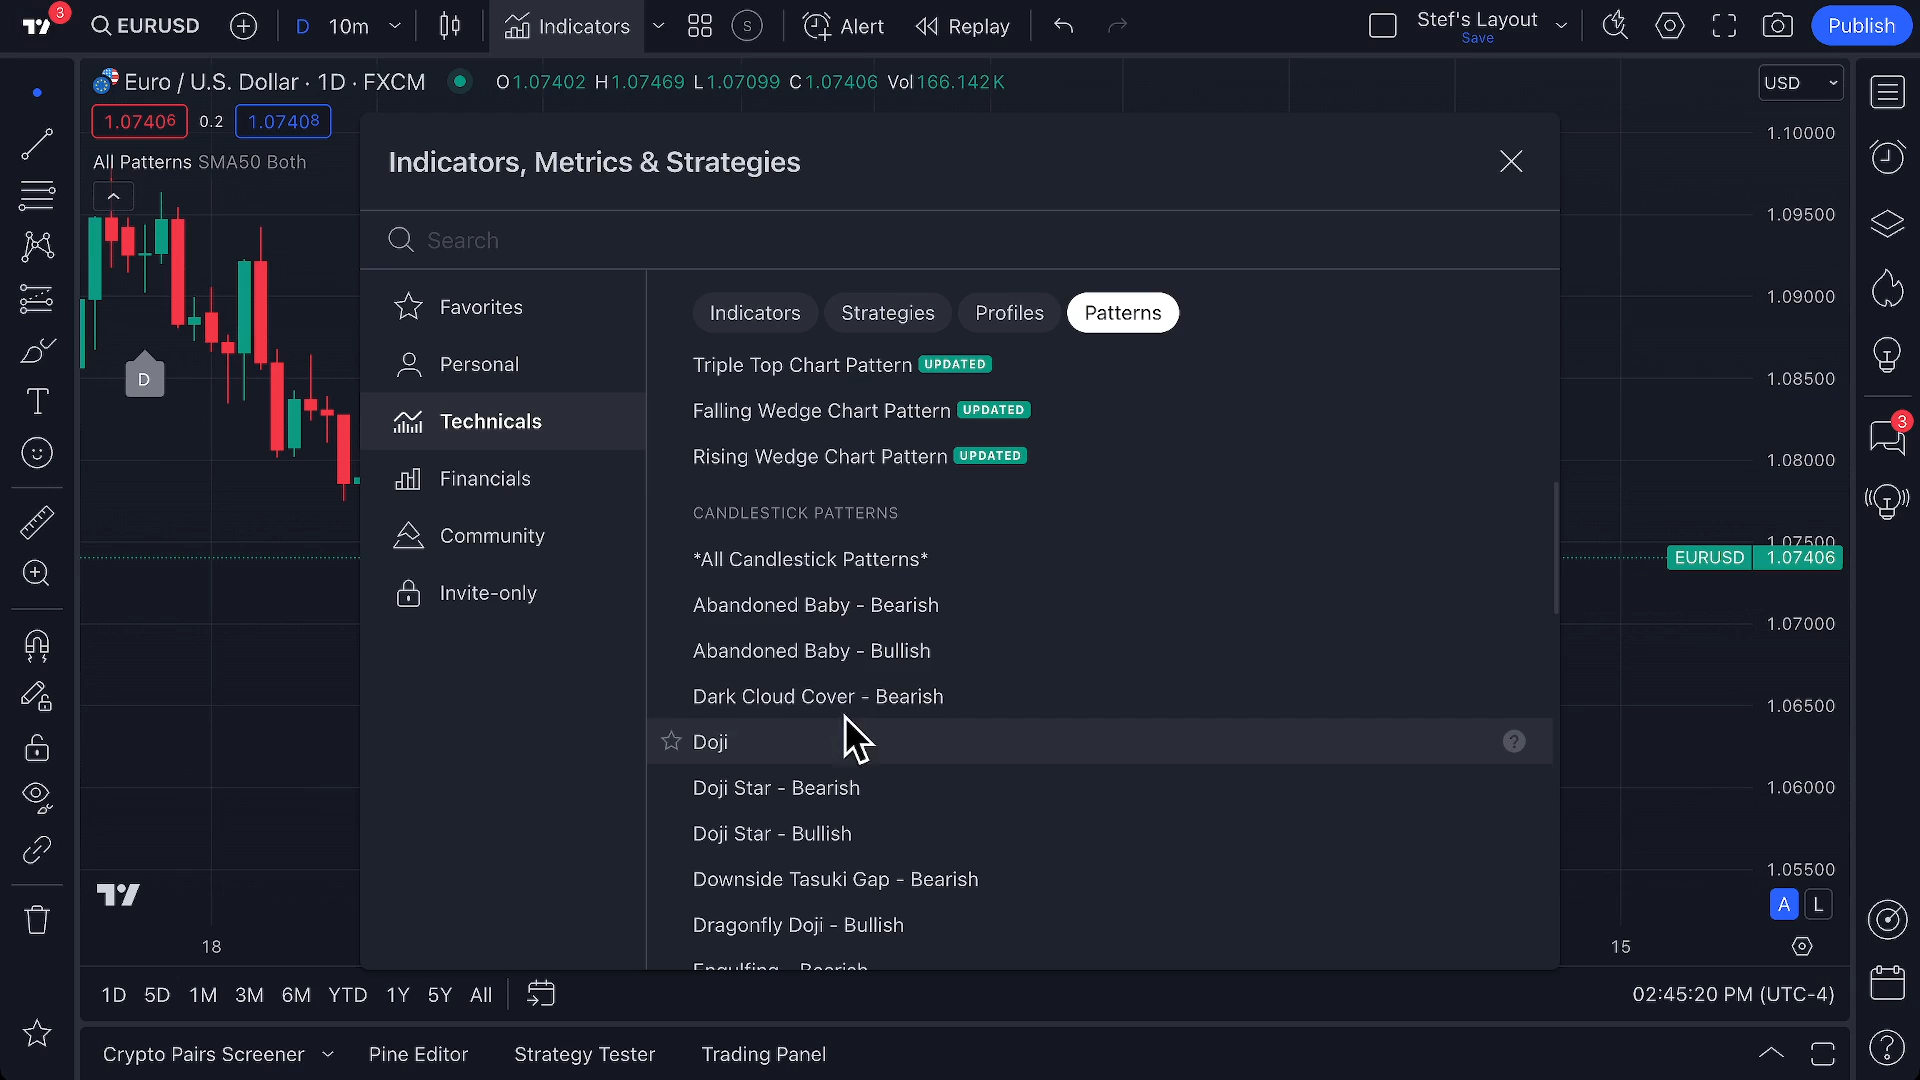 3
EURUSD
D
10m
Indicators
S
Alert
Replay
Stef's Layout
Save
Publish
Euro / U.S. Dollar · 1D · FXCM
O1.07402 H1.07469 L1.07099 C1.07406 Vol166.142K
USD
1.07406 0.2 1.07408
All Patterns SMA50 Both
Indicators, Metrics & Strategies
Search
Favorites
Personal
Technicals
Financials
Community
Invite-only
Indicators
Strategies
Profiles
Patterns
Triple Top Chart Pattern UPDATED
Falling Wedge Chart Pattern UPDATED
Rising Wedge Chart Pattern UPDATED
CANDLESTICK PATTERNS
*All Candlestick Patterns*
Abandoned Baby - Bearish
Abandoned Baby - Bullish
Dark Cloud Cover - Bearish
Doji
?
Doji Star - Bearish
Doji Star - Bullish
Downside Tasuki Gap - Bearish
Dragonfly Doji - Bullish
Engulfing - Bearish
D
1.10000
1.09500
1.09000
1.08500
1.08000
1.07500
EURUSD 1.07406
1.07000
1.06500
1.06000
1.05500
A L
3
18
15
1D 5D 1M 3M 6M YTD 1Y 5Y All
02:45:20 PM (UTC-4)
Crypto Pairs Screener
Pine Editor
Strategy Tester
Trading Panel
?